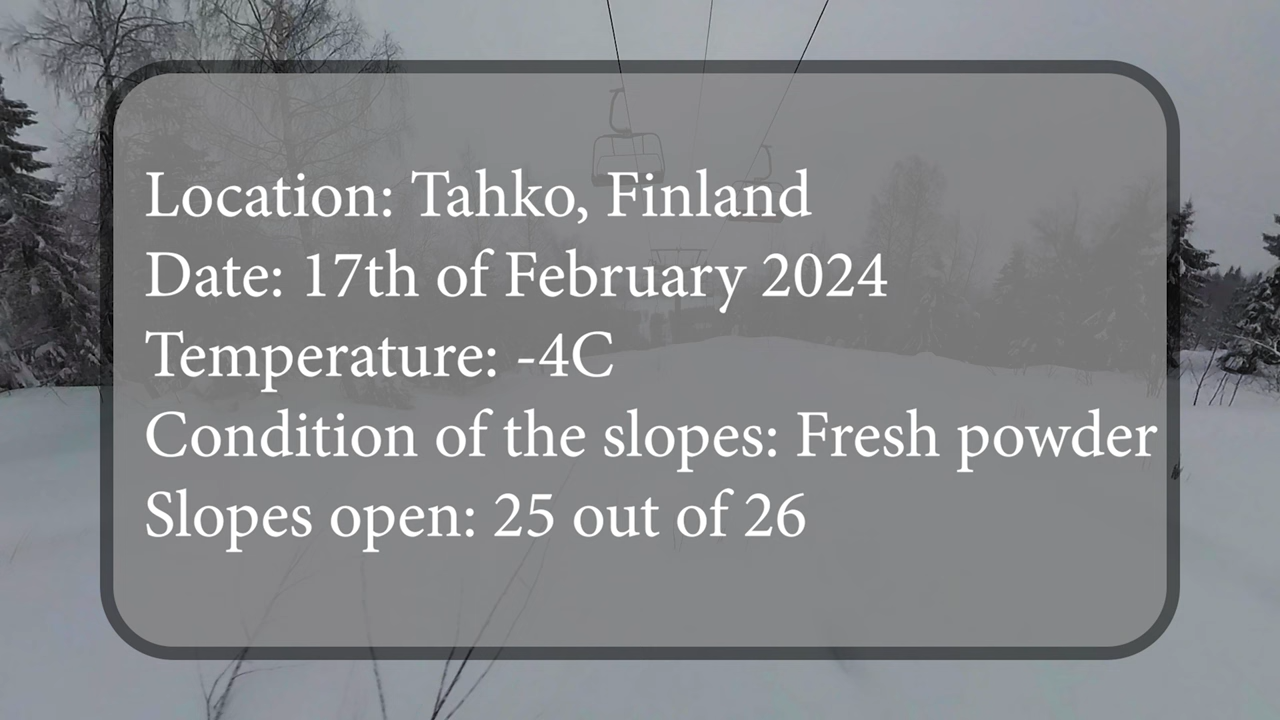 Location: Tahko, Finland
Date: 17th of February 2024
Temperature: -4C
Condition of the slopes: Fresh powder
Slopes open: 25 out of 26